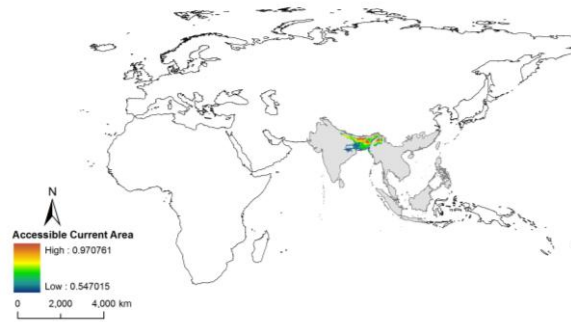 N
Accessible Current Area
High : 0.970761
Low : 0.547015
0 2,000 4,000 km